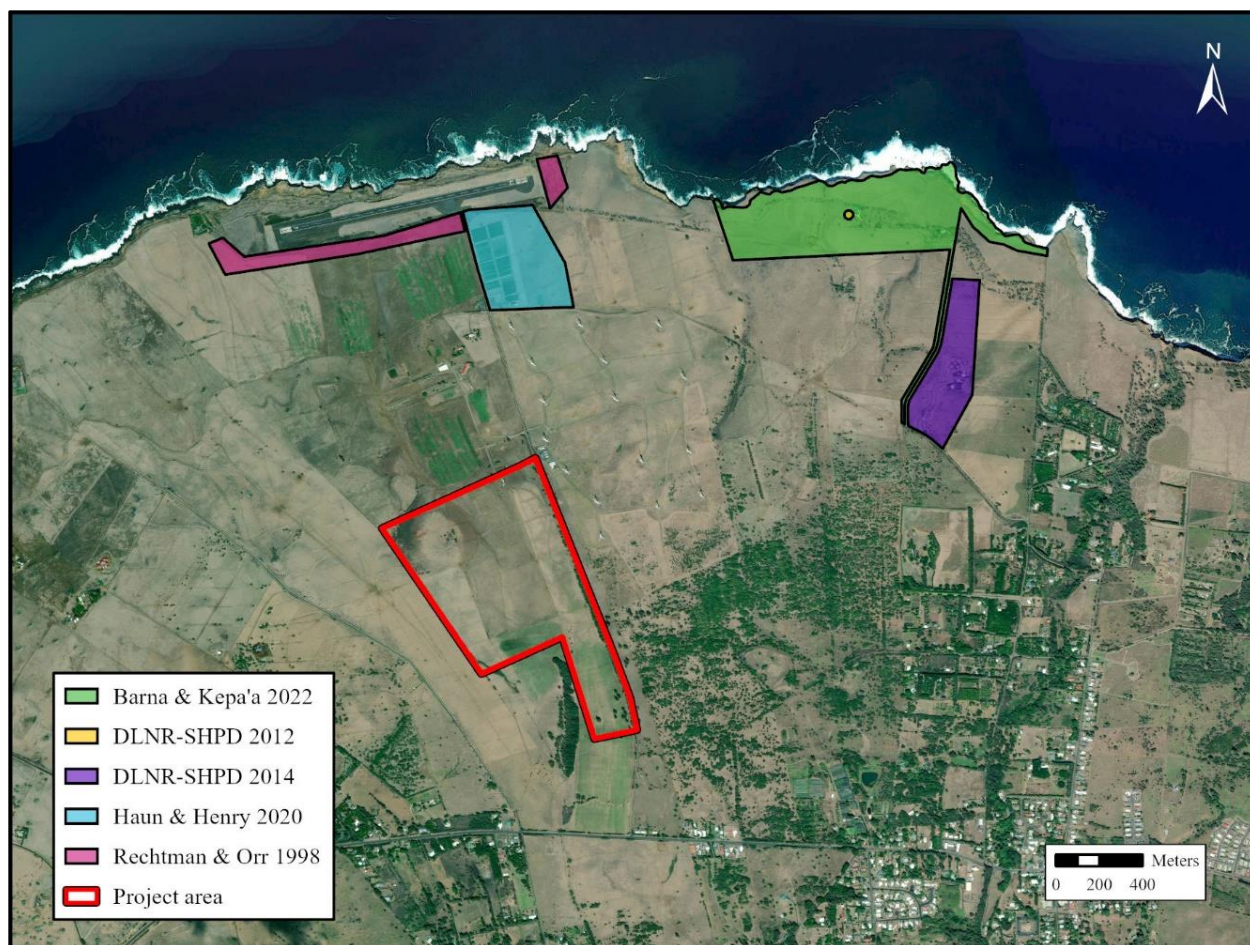 N
Barna & Kepa'a 2022
DLNR-SHPD 2012
DLNR-SHPD 2014
Haun & Henry 2020
Rechtman & Orr 1998
Project area
Meters
0 200 400